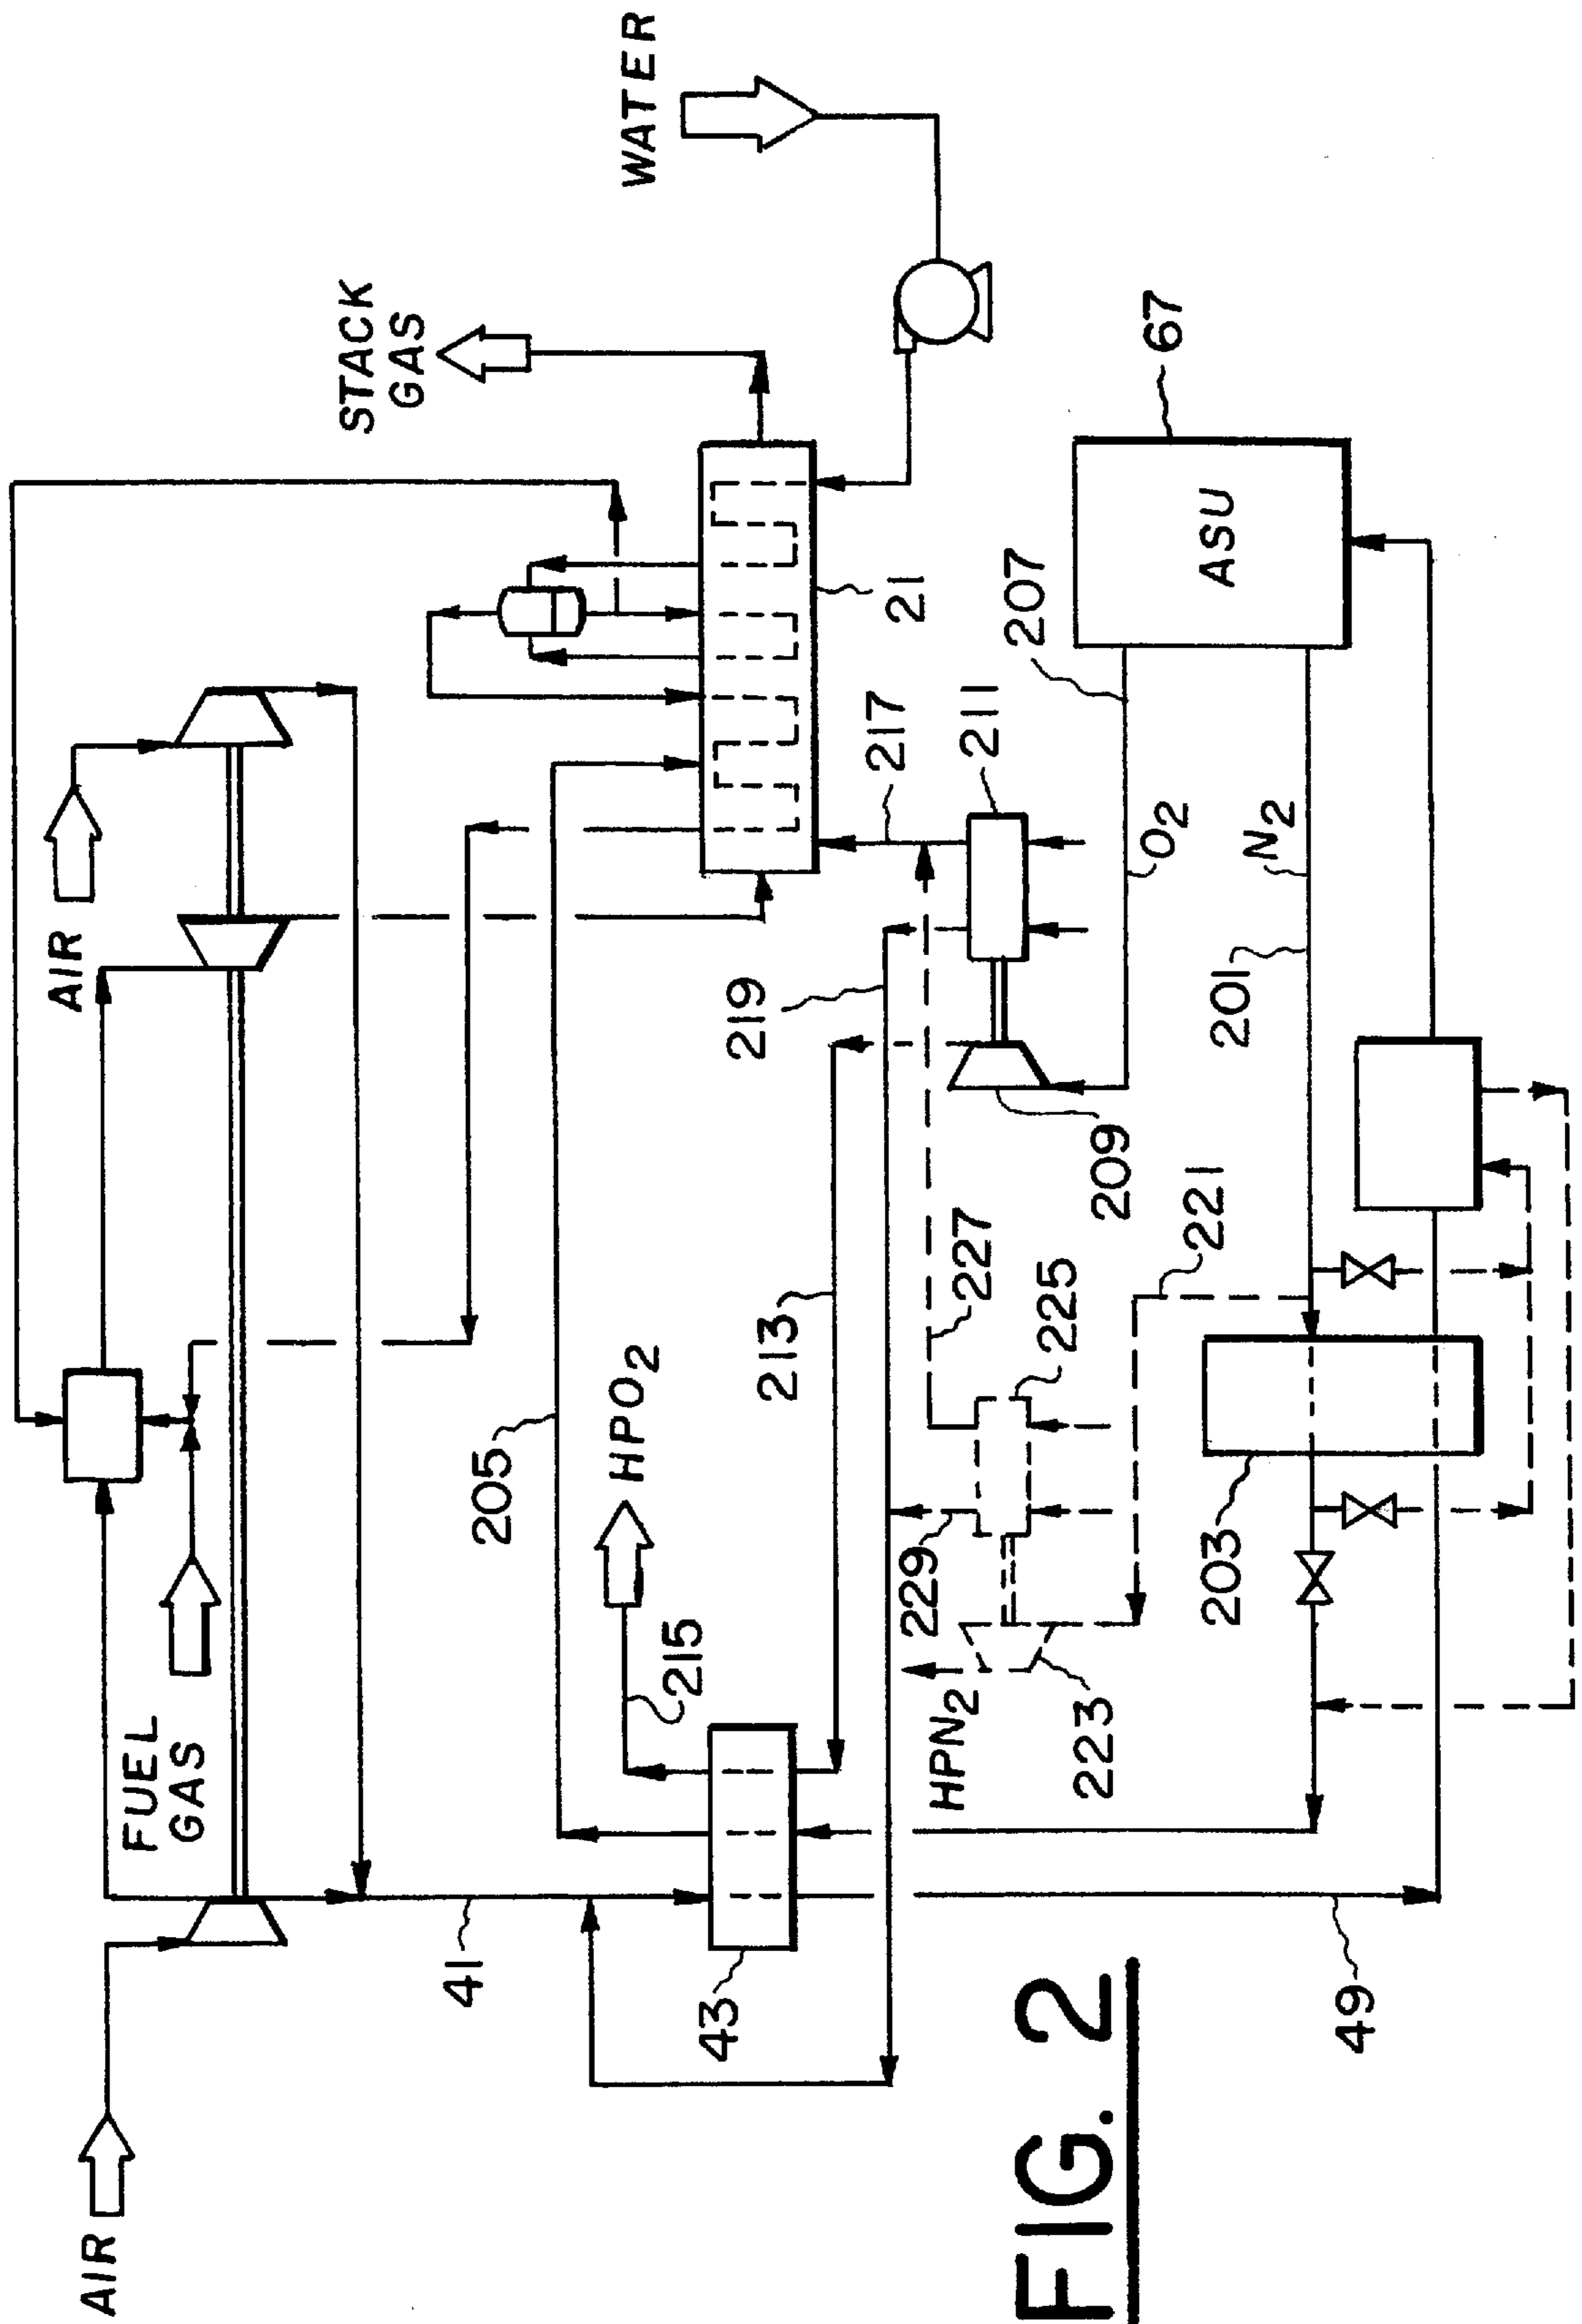 AIR
FUEL
GAS
AIR
STACK
GAS
WATER
41
205
HPO2
215
43
213
219
217
21
211
207
67
ASU
O2
N2
209
201
227
225
221
229
HPN2
223
203
49
FIG. 2